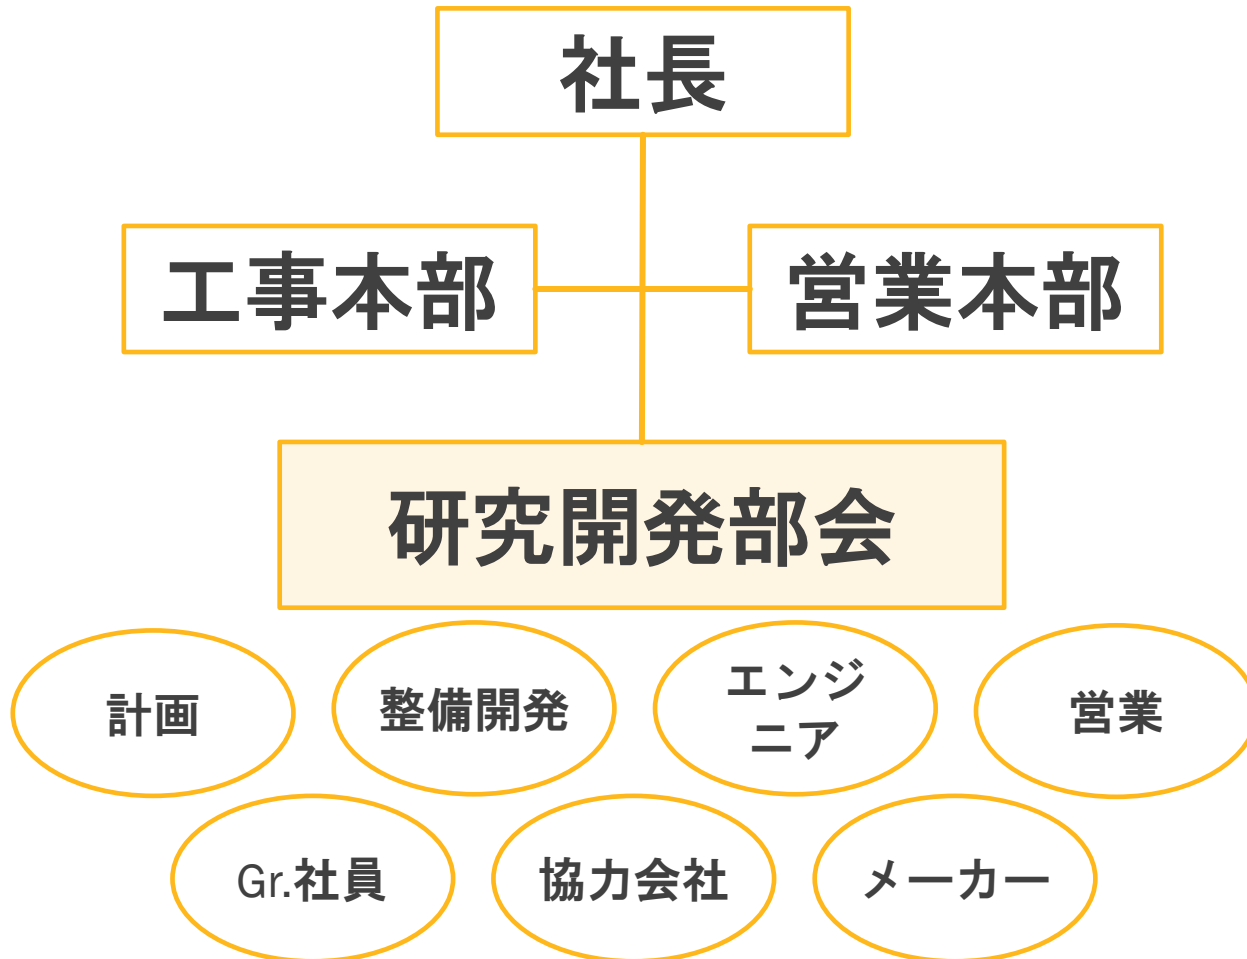 社長
工事本部
営業本部
研究開発部会
計画
整備開発
エンジ
ニア
営業
Gr.社員
協力会社
メーカー